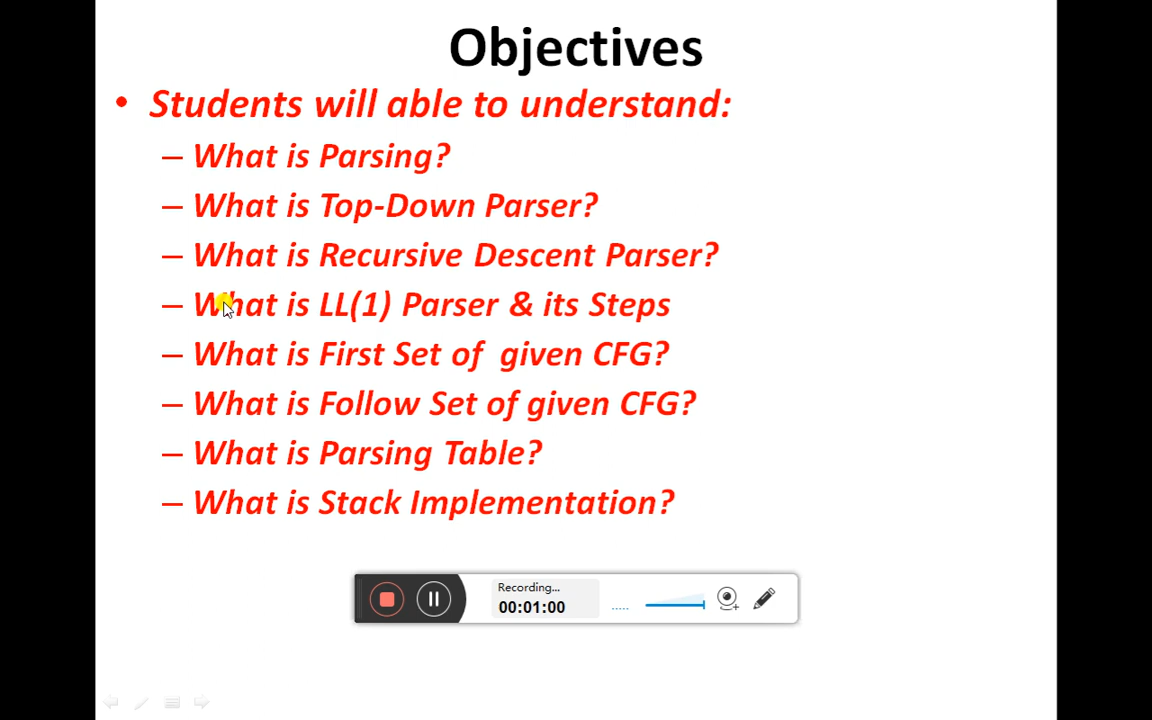 Objectives
• Students will able to understand:
– What is Parsing?
– What is Top-Down Parser?
– What is Recursive Descent Parser?
– What is LL(1) Parser & its Steps
– What is First Set of given CFG?
– What is Follow Set of given CFG?
– What is Parsing Table?
– What is Stack Implementation?
Recording...
00:01:00